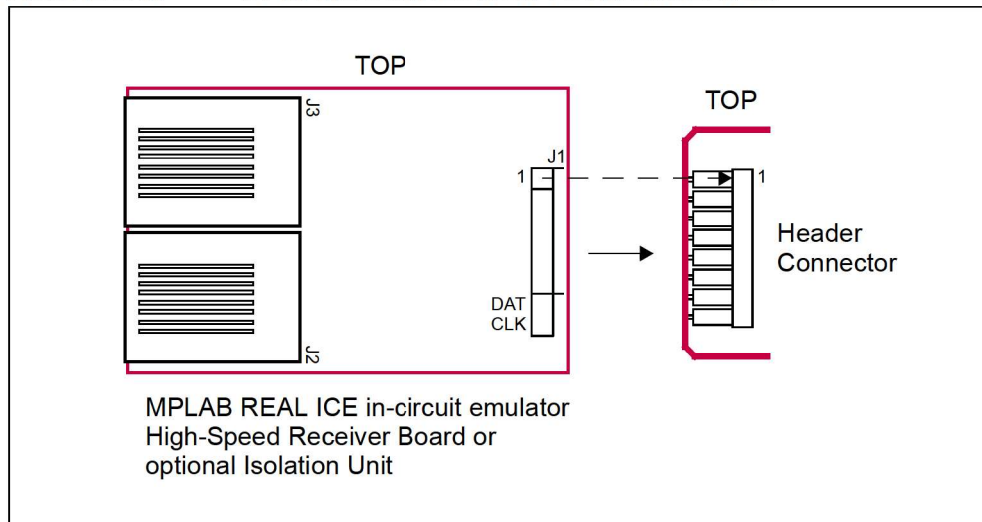 TOP
J3
J2
J1
1
DAT
CLK
MPLAB REAL ICE in-circuit emulator
High-Speed Receiver Board or
optional Isolation Unit
TOP
1
Header
Connector